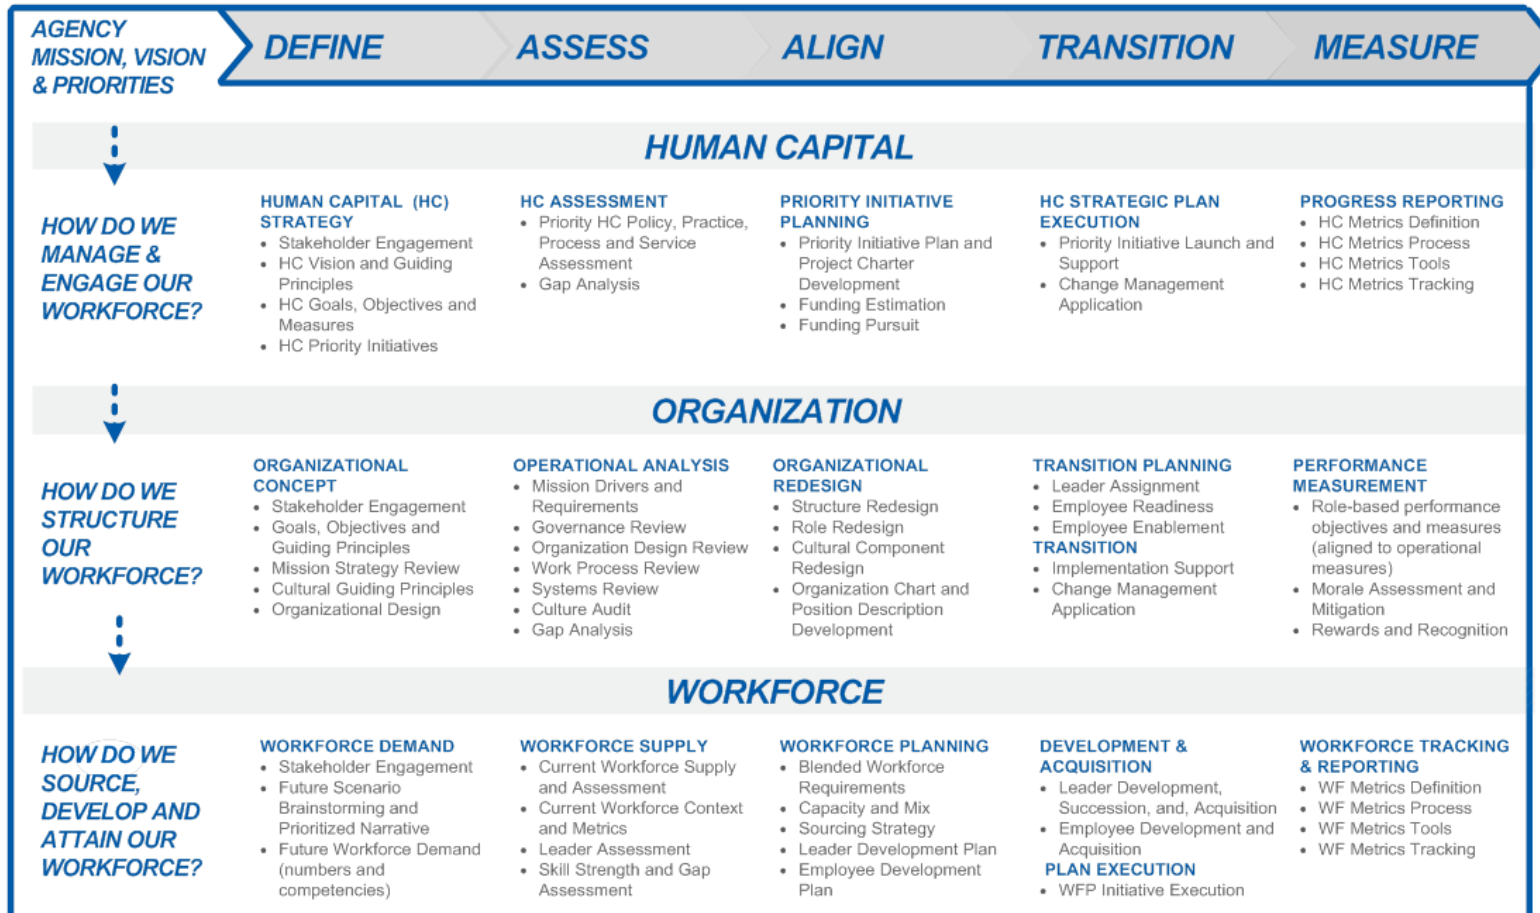 AGENCY
MISSION, VISION
& PRIORITIES
DEFINE
ASSESS
ALIGN
TRANSITION
MEASURE
HUMAN CAPITAL
HOW DO WE
MANAGE &
ENGAGE OUR
WORKFORCE?
HUMAN CAPITAL (HC)
STRATEGY
• Stakeholder Engagement
• HC Vision and Guiding
Principles
• HC Goals, Objectives and
Measures
• HC Priority Initiatives
HC ASSESSMENT
• Priority HC Policy, Practice,
Process and Service
Assessment
• Gap Analysis
PRIORITY INITIATIVE
PLANNING
• Priority Initiative Plan and
Project Charter
Development
• Funding Estimation
• Funding Pursuit
HC STRATEGIC PLAN
EXECUTION
• Priority Initiative Launch and
Support
• Change Management
Application
PROGRESS REPORTING
• HC Metrics Definition
• HC Metrics Process
• HC Metrics Tools
• HC Metrics Tracking
ORGANIZATION
HOW DO WE
STRUCTURE
OUR
WORKFORCE?
ORGANIZATIONAL
CONCEPT
• Stakeholder Engagement
• Goals, Objectives and
Guiding Principles
• Mission Strategy Review
• Cultural Guiding Principles
• Organizational Design
OPERATIONAL ANALYSIS
• Mission Drivers and
Requirements
• Governance Review
• Organization Design Review
• Work Process Review
• Systems Review
• Culture Audit
• Gap Analysis
ORGANIZATIONAL
REDESIGN
• Structure Redesign
• Role Redesign
• Cultural Component
Redesign
• Organization Chart and
Position Description
Development
TRANSITION PLANNING
• Leader Assignment
• Employee Readiness
• Employee Enablement
TRANSITION
• Implementation Support
• Change Management
Application
PERFORMANCE
MEASUREMENT
• Role-based performance
objectives and measures
(aligned to operational
measures)
• Morale Assessment and
Mitigation
• Rewards and Recognition
WORKFORCE
HOW DO WE
SOURCE,
DEVELOP AND
ATTAIN OUR
WORKFORCE?
WORKFORCE DEMAND
• Stakeholder Engagement
• Future Scenario
Brainstorming and
Prioritized Narrative
• Future Workforce Demand
(numbers and
competencies)
WORKFORCE SUPPLY
• Current Workforce Supply
and Assessment
• Current Workforce Context
and Metrics
• Leader Assessment
• Skill Strength and Gap
Assessment
WORKFORCE PLANNING
• Blended Workforce
Requirements
• Capacity and Mix
• Sourcing Strategy
• Leader Development Plan
• Employee Development
Plan
DEVELOPMENT &
ACQUISITION
• Leader Development,
Succession, and, Acquisition
• Employee Development and
Acquisition
PLAN EXECUTION
• WFP Initiative Execution
WORKFORCE TRACKING
& REPORTING
• WF Metrics Definition
• WF Metrics Process
• WF Metrics Tools
• WF Metrics Tracking